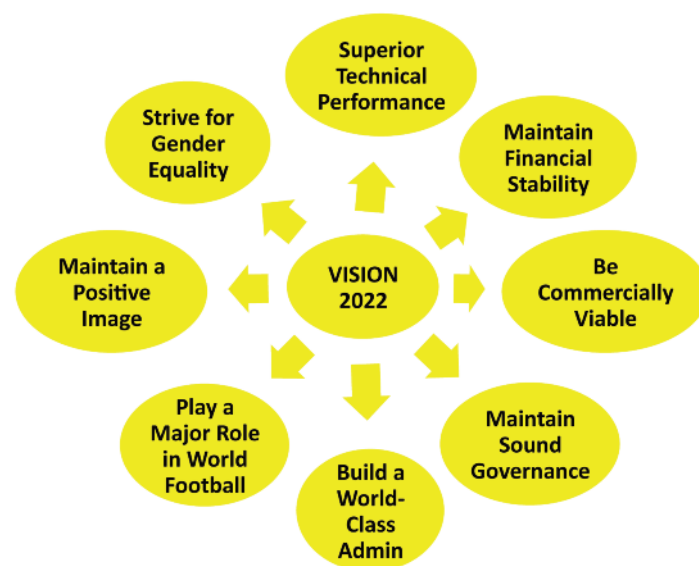 Superior
Technical
Performance
Maintain
Financial
Stability
Be
Commercially
Viable
Maintain
Sound
Governance
Build a
World-
Class
Admin
Play a
Major Role
in World
Football
Maintain a
Positive
Image
Strive for
Gender
Equality
VISION
2022